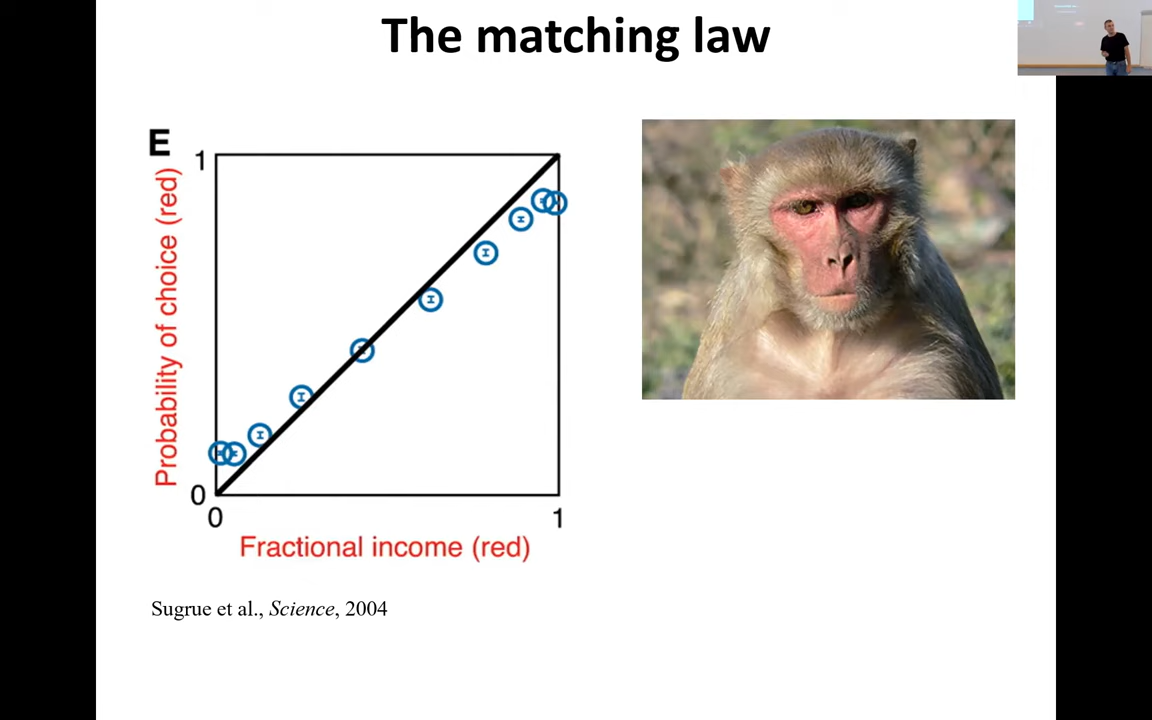 The matching law
E
1
Probability of choice (red)
0
0
1
Fractional income (red)
Sugrue et al., Science, 2004